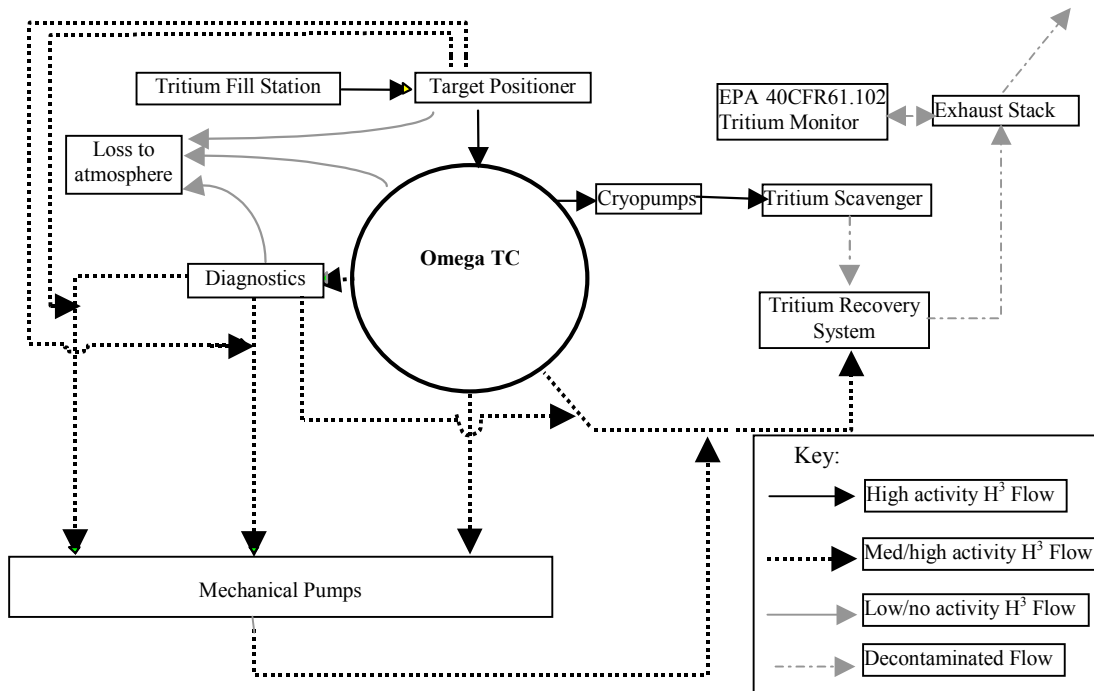 Tritium Fill Station
Target Positioner
EPA 40CFR61.102
Tritium Monitor
Exhaust Stack
Loss to
atmosphere
Cryopumps
Tritium Scavenger
Omega TC
Diagnostics
Tritium Recovery
System
Key:
High activity H³ Flow
Med/high activity H³ Flow
Mechanical Pumps
Low/no activity H³ Flow
Decontaminated Flow